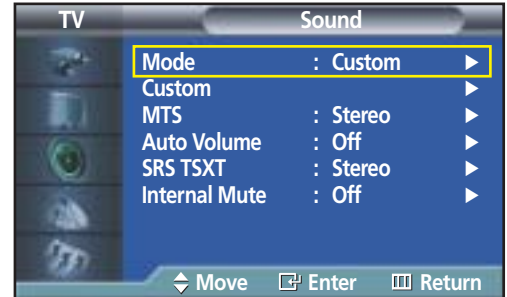 TV Sound
Mode : Custom
Custom
MTS : Stereo
Auto Volume : Off
SRS TSXT : Stereo
Internal Mute : Off
Move Enter Return